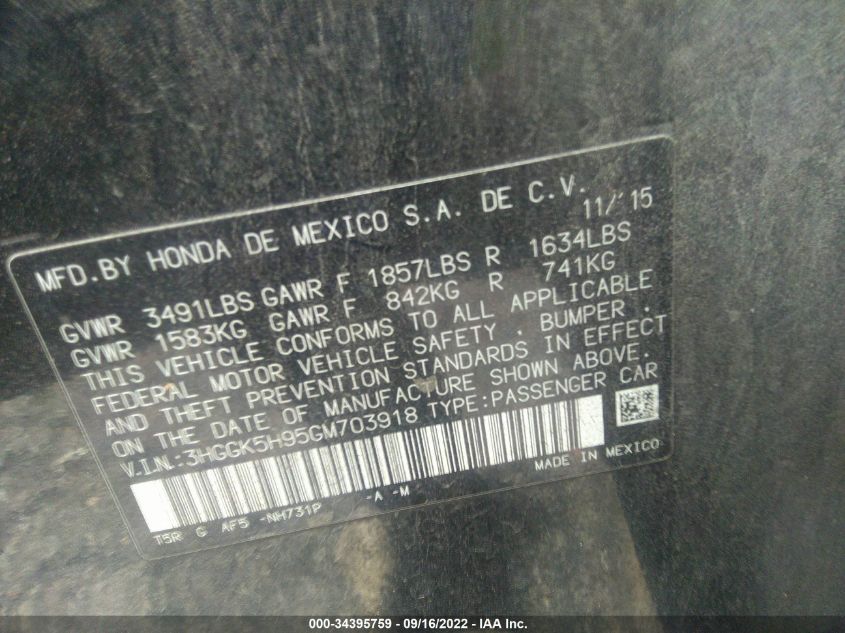 MFD.BY HONDA DE MEXICO S.A. DE C.V. 11/'15
GVWR 3491LBS GAWR F 1857LBS R 1634LBS
GVWR 1583KG GAWR F 842KG R 741KG
THIS VEHICLE CONFORMS TO ALL APPLICABLE
FEDERAL MOTOR VEHICLE SAFETY , BUMPER ,
AND THEFT PREVENTION STANDARDS IN EFFECT
ON THE DATE OF MANUFACTURE SHOWN ABOVE.
V.I.N.:3HGGK5H95GM703918 TYPE:PASSENGER CAR
MADE IN MEXICO
T5R G AF5 -NH731P -A -M
000-34395759 - 09/16/2022 - IAA Inc.